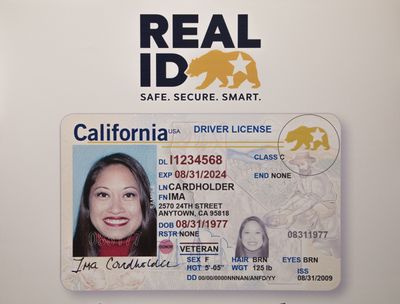 REAL
ID
SAFE. SECURE. SMART.
California USA DRIVER LICENSE
DL I1234568 CLASS C
EXP 08/31/2024 END NONE
LN CARDHOLDER
FN IMA
2570 24TH STREET
ANYTOWN, CA 95818
DOB 08/31/1977
RSTR NONE 08311977
VETERAN
SEX F HAIR BRN EYES BRN
HGT 5'-05" WGT 125 lb ISS
DD 00/00/0000NNNAN/ANFD/YY 08/31/2009
Ima Cardholder